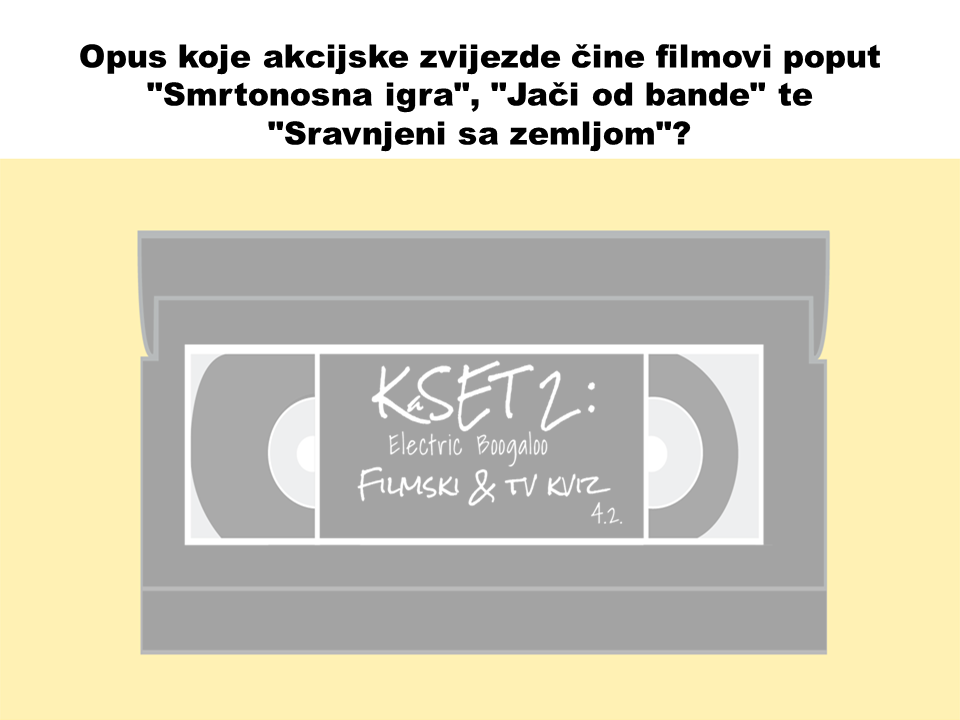 Opus koje akcijske zvijezde čine filmovi poput
"Smrtonosna igra", "Jači od bande" te
"Sravnjeni sa zemljom"?
KaSET 2:
Electric Boogaloo
Filmski & TV kviz
4.2.